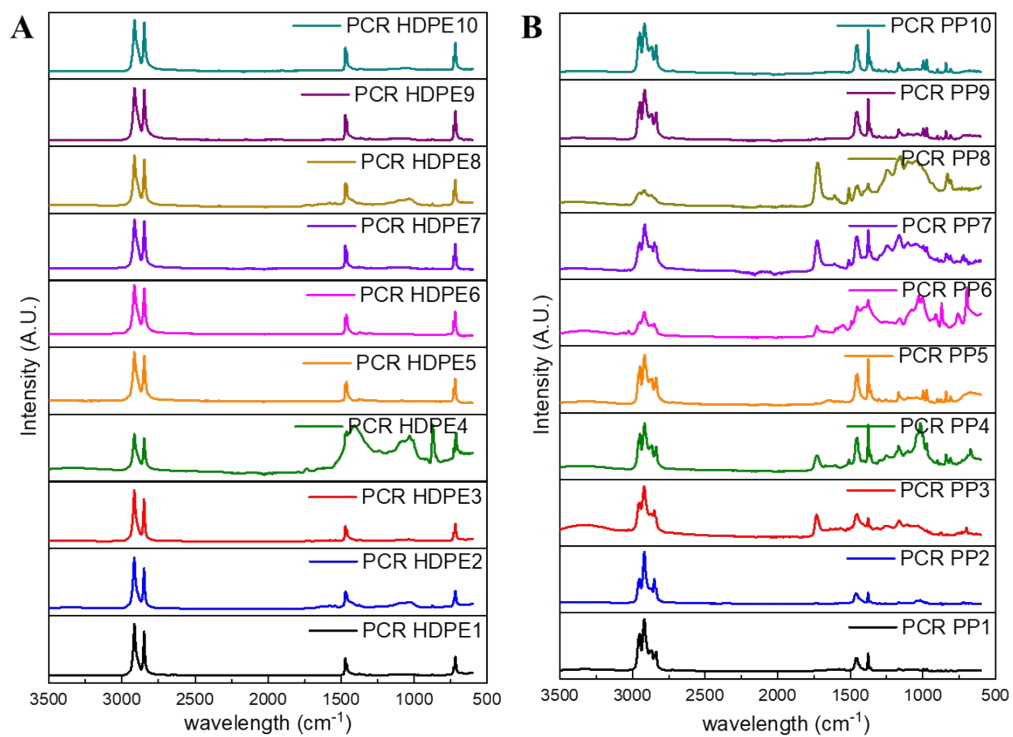 A
PCR HDPE10
PCR HDPE9
PCR HDPE8
PCR HDPE7
PCR HDPE6
PCR HDPE5
PCR HDPE4
PCR HDPE3
PCR HDPE2
PCR HDPE1
Intensity (A.U.)
3500 3000 2500 2000 1500 1000 500
wavelength (cm⁻¹)
B
PCR PP10
PCR PP9
PCR PP8
PCR PP7
PCR PP6
PCR PP5
PCR PP4
PCR PP3
PCR PP2
PCR PP1
Intensity (A.U.)
3500 3000 2500 2000 1500 1000 500
wavelength (cm⁻¹)